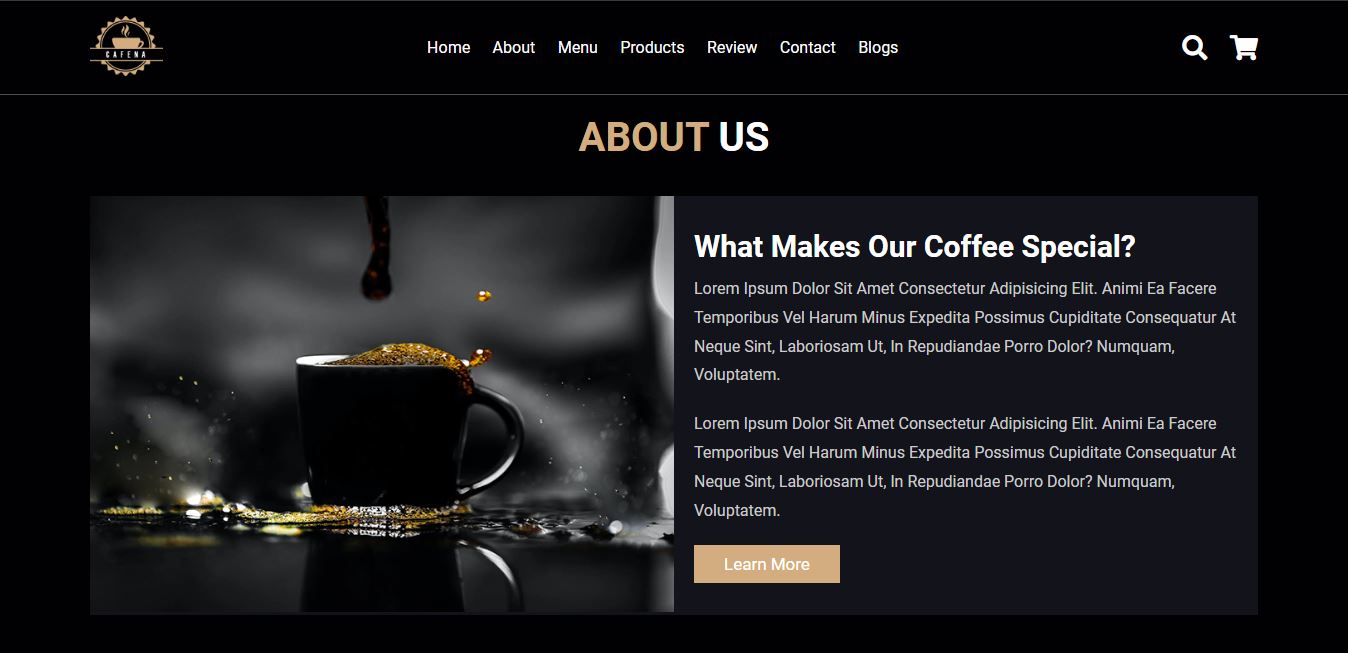 CAFENA
Home About Menu Products Review Contact Blogs
ABOUT US
What Makes Our Coffee Special?
Lorem Ipsum Dolor Sit Amet Consectetur Adipisicing Elit. Animi Ea Facere
Temporibus Vel Harum Minus Expedita Possimus Cupiditate Consequatur At
Neque Sint, Laboriosam Ut, In Repudiandae Porro Dolor? Numquam,
Voluptatem.
Lorem Ipsum Dolor Sit Amet Consectetur Adipisicing Elit. Animi Ea Facere
Temporibus Vel Harum Minus Expedita Possimus Cupiditate Consequatur At
Neque Sint, Laboriosam Ut, In Repudiandae Porro Dolor? Numquam,
Voluptatem.
Learn More